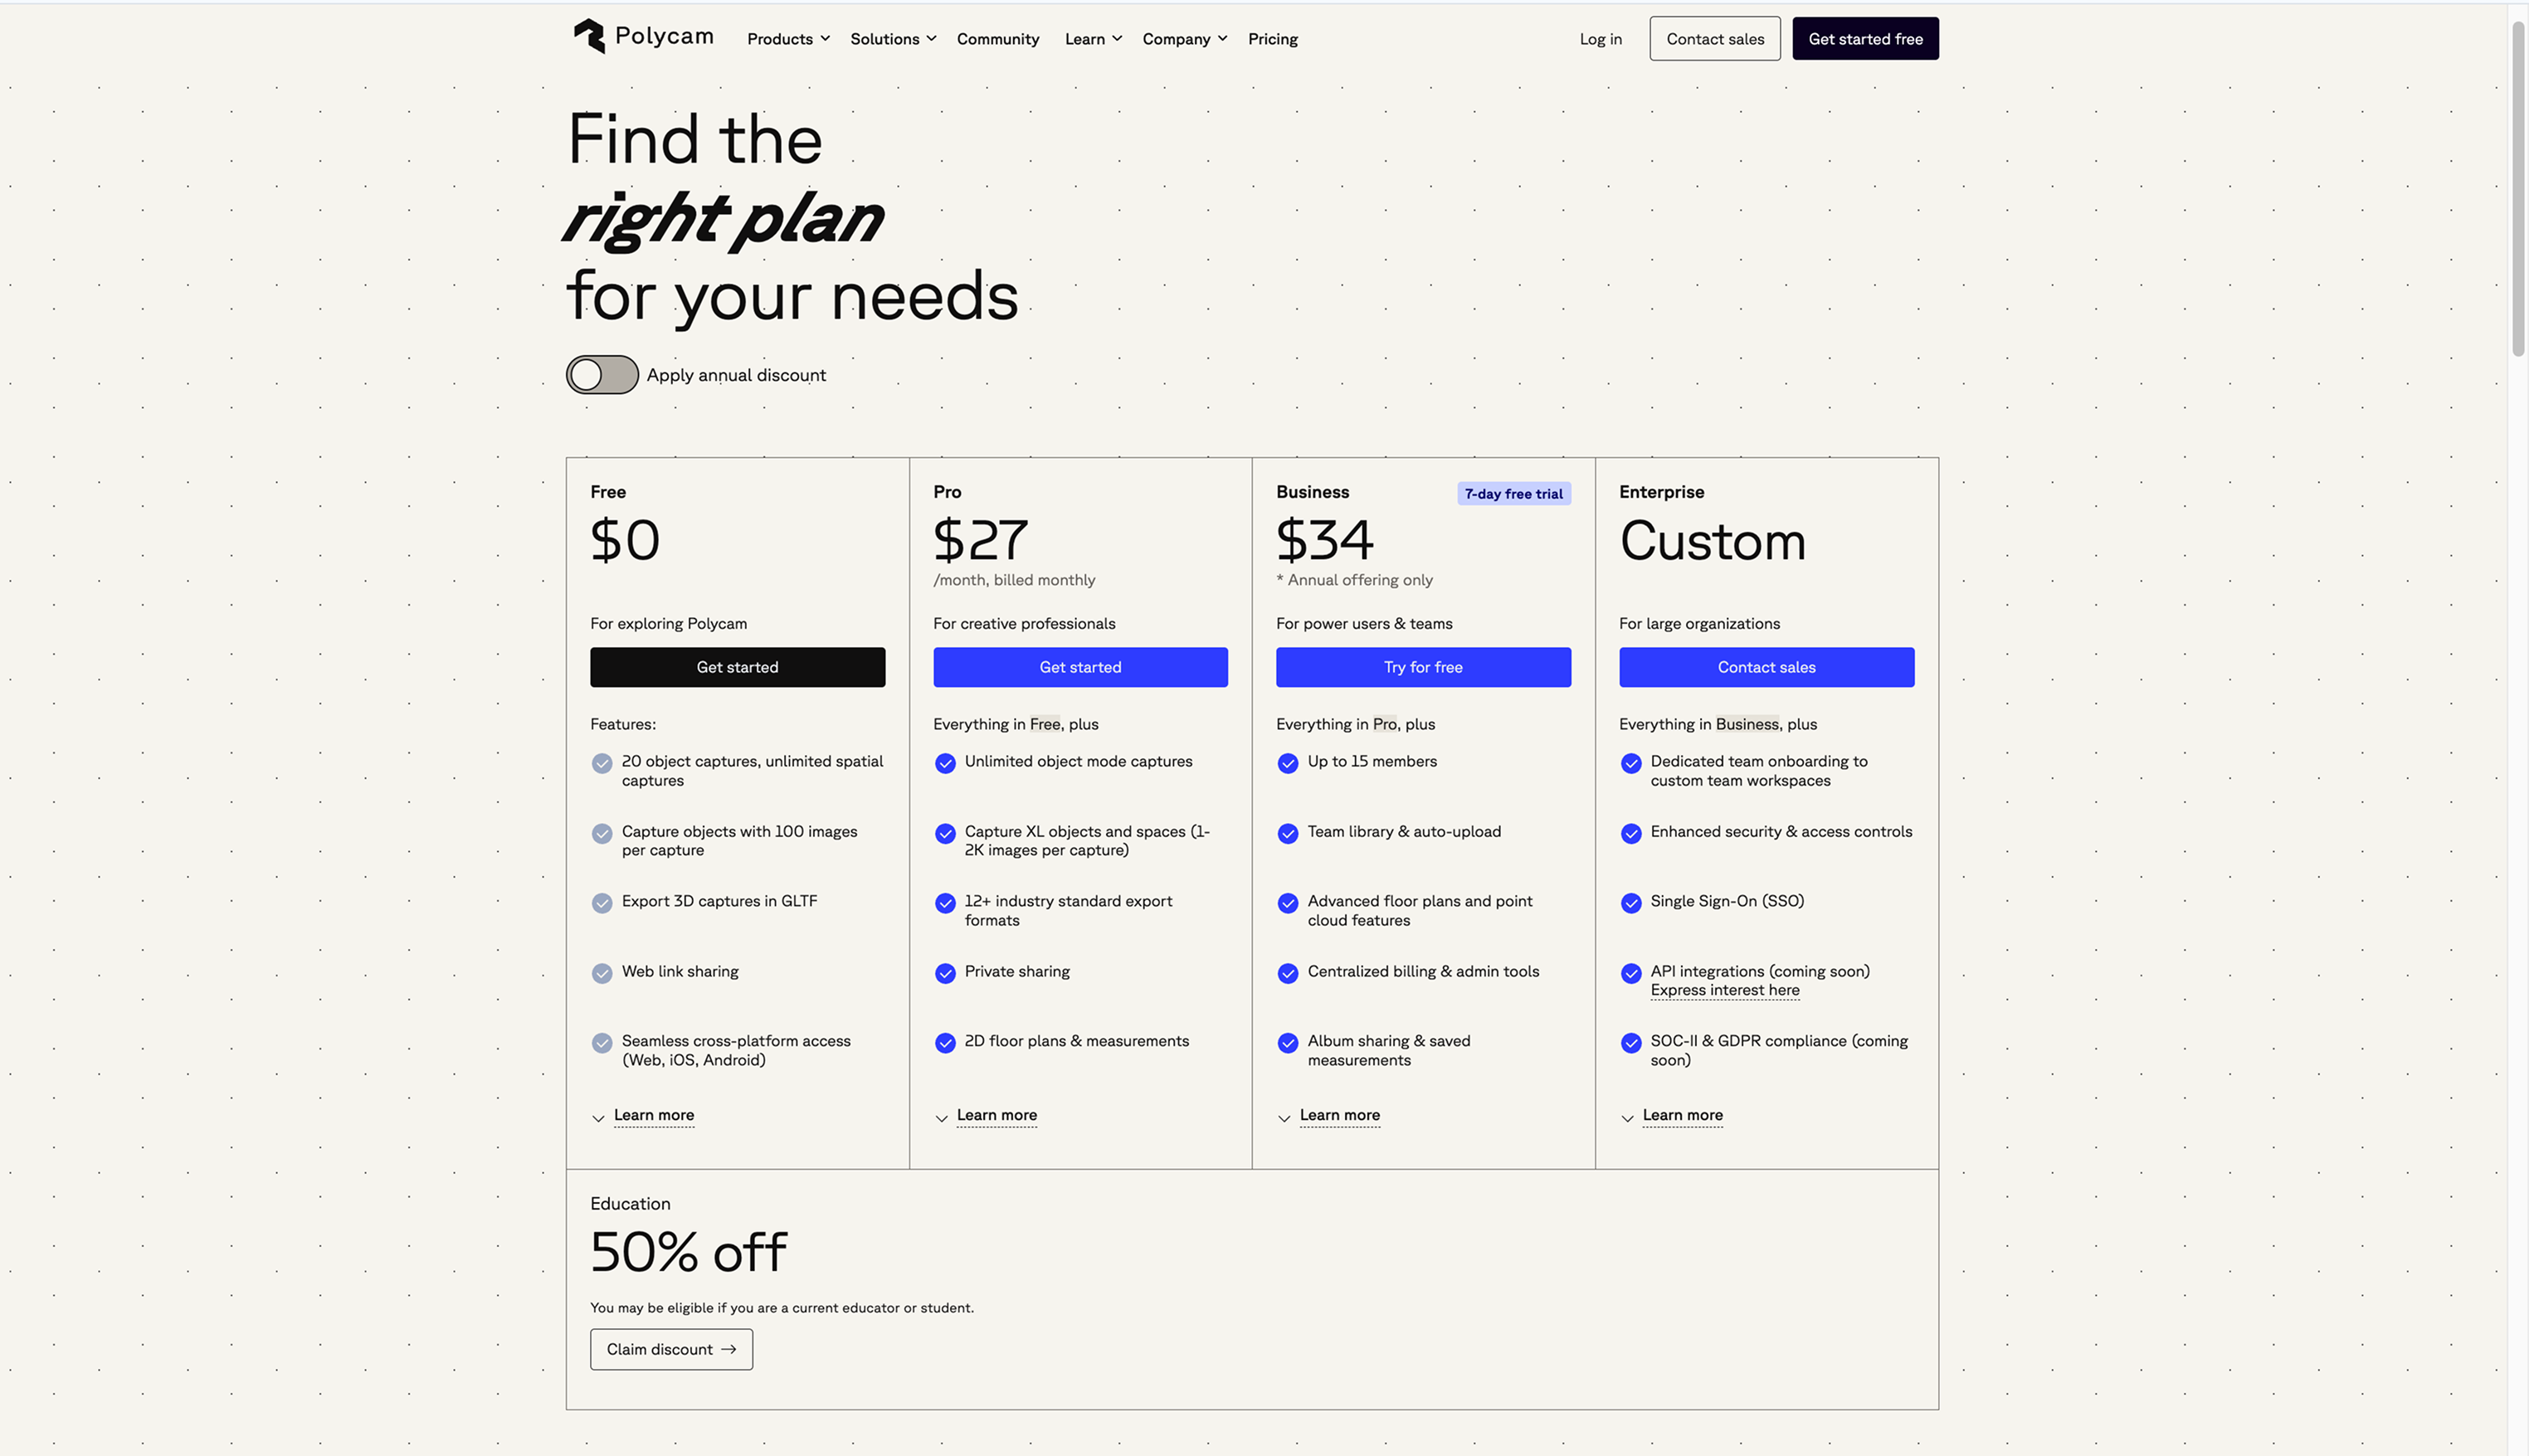 Polycam
Products
Solutions
Community
Learn
Company
Pricing
Log in
Contact sales
Get started free
Find the
right plan
for your needs
Apply annual discount
Free
$0
For exploring Polycam
Get started
Features:
20 object captures, unlimited spatial
captures
Capture objects with 100 images
per capture
Export 3D captures in GLTF
Web link sharing
Seamless cross-platform access
(Web, iOS, Android)
Learn more
Pro
$27
/month, billed monthly
For creative professionals
Get started
Everything in Free, plus
Unlimited object mode captures
Capture XL objects and spaces (1-
2K images per capture)
12+ industry standard export
formats
Private sharing
2D floor plans & measurements
Learn more
Business
7-day free trial
$34
* Annual offering only
For power users & teams
Try for free
Everything in Pro, plus
Up to 15 members
Team library & auto-upload
Advanced floor plans and point
cloud features
Centralized billing & admin tools
Album sharing & saved
measurements
Learn more
Enterprise
Custom
For large organizations
Contact sales
Everything in Business, plus
Dedicated team onboarding to
custom team workspaces
Enhanced security & access controls
Single Sign-On (SSO)
API integrations (coming soon)
Express interest here
SOC-II & GDPR compliance (coming
soon)
Learn more
Education
50% off
You may be eligible if you are a current educator or student.
Claim discount →